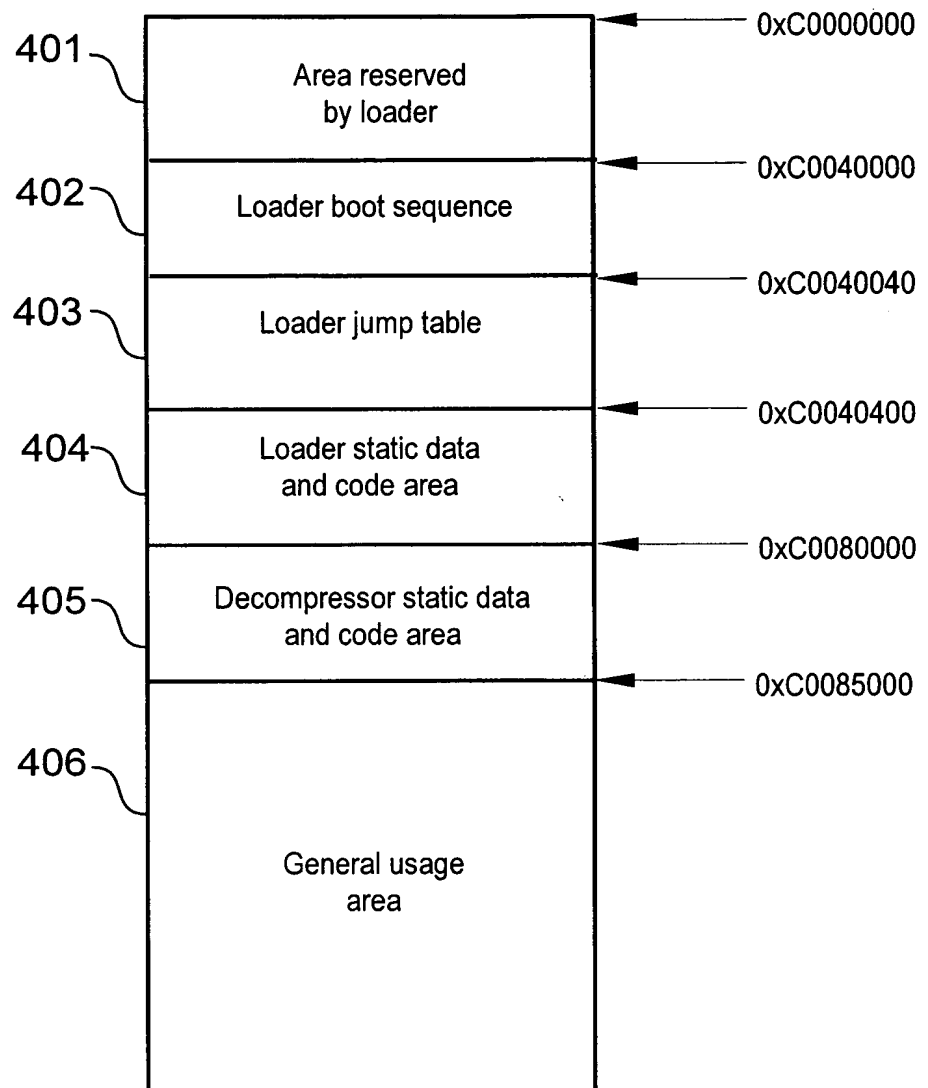 0xC0000000
401
Area reserved
by loader
0xC0040000
402
Loader boot sequence
0xC0040040
403
Loader jump table
0xC0040400
404
Loader static data
and code area
0xC0080000
405
Decompressor static data
and code area
0xC0085000
406
General usage
area